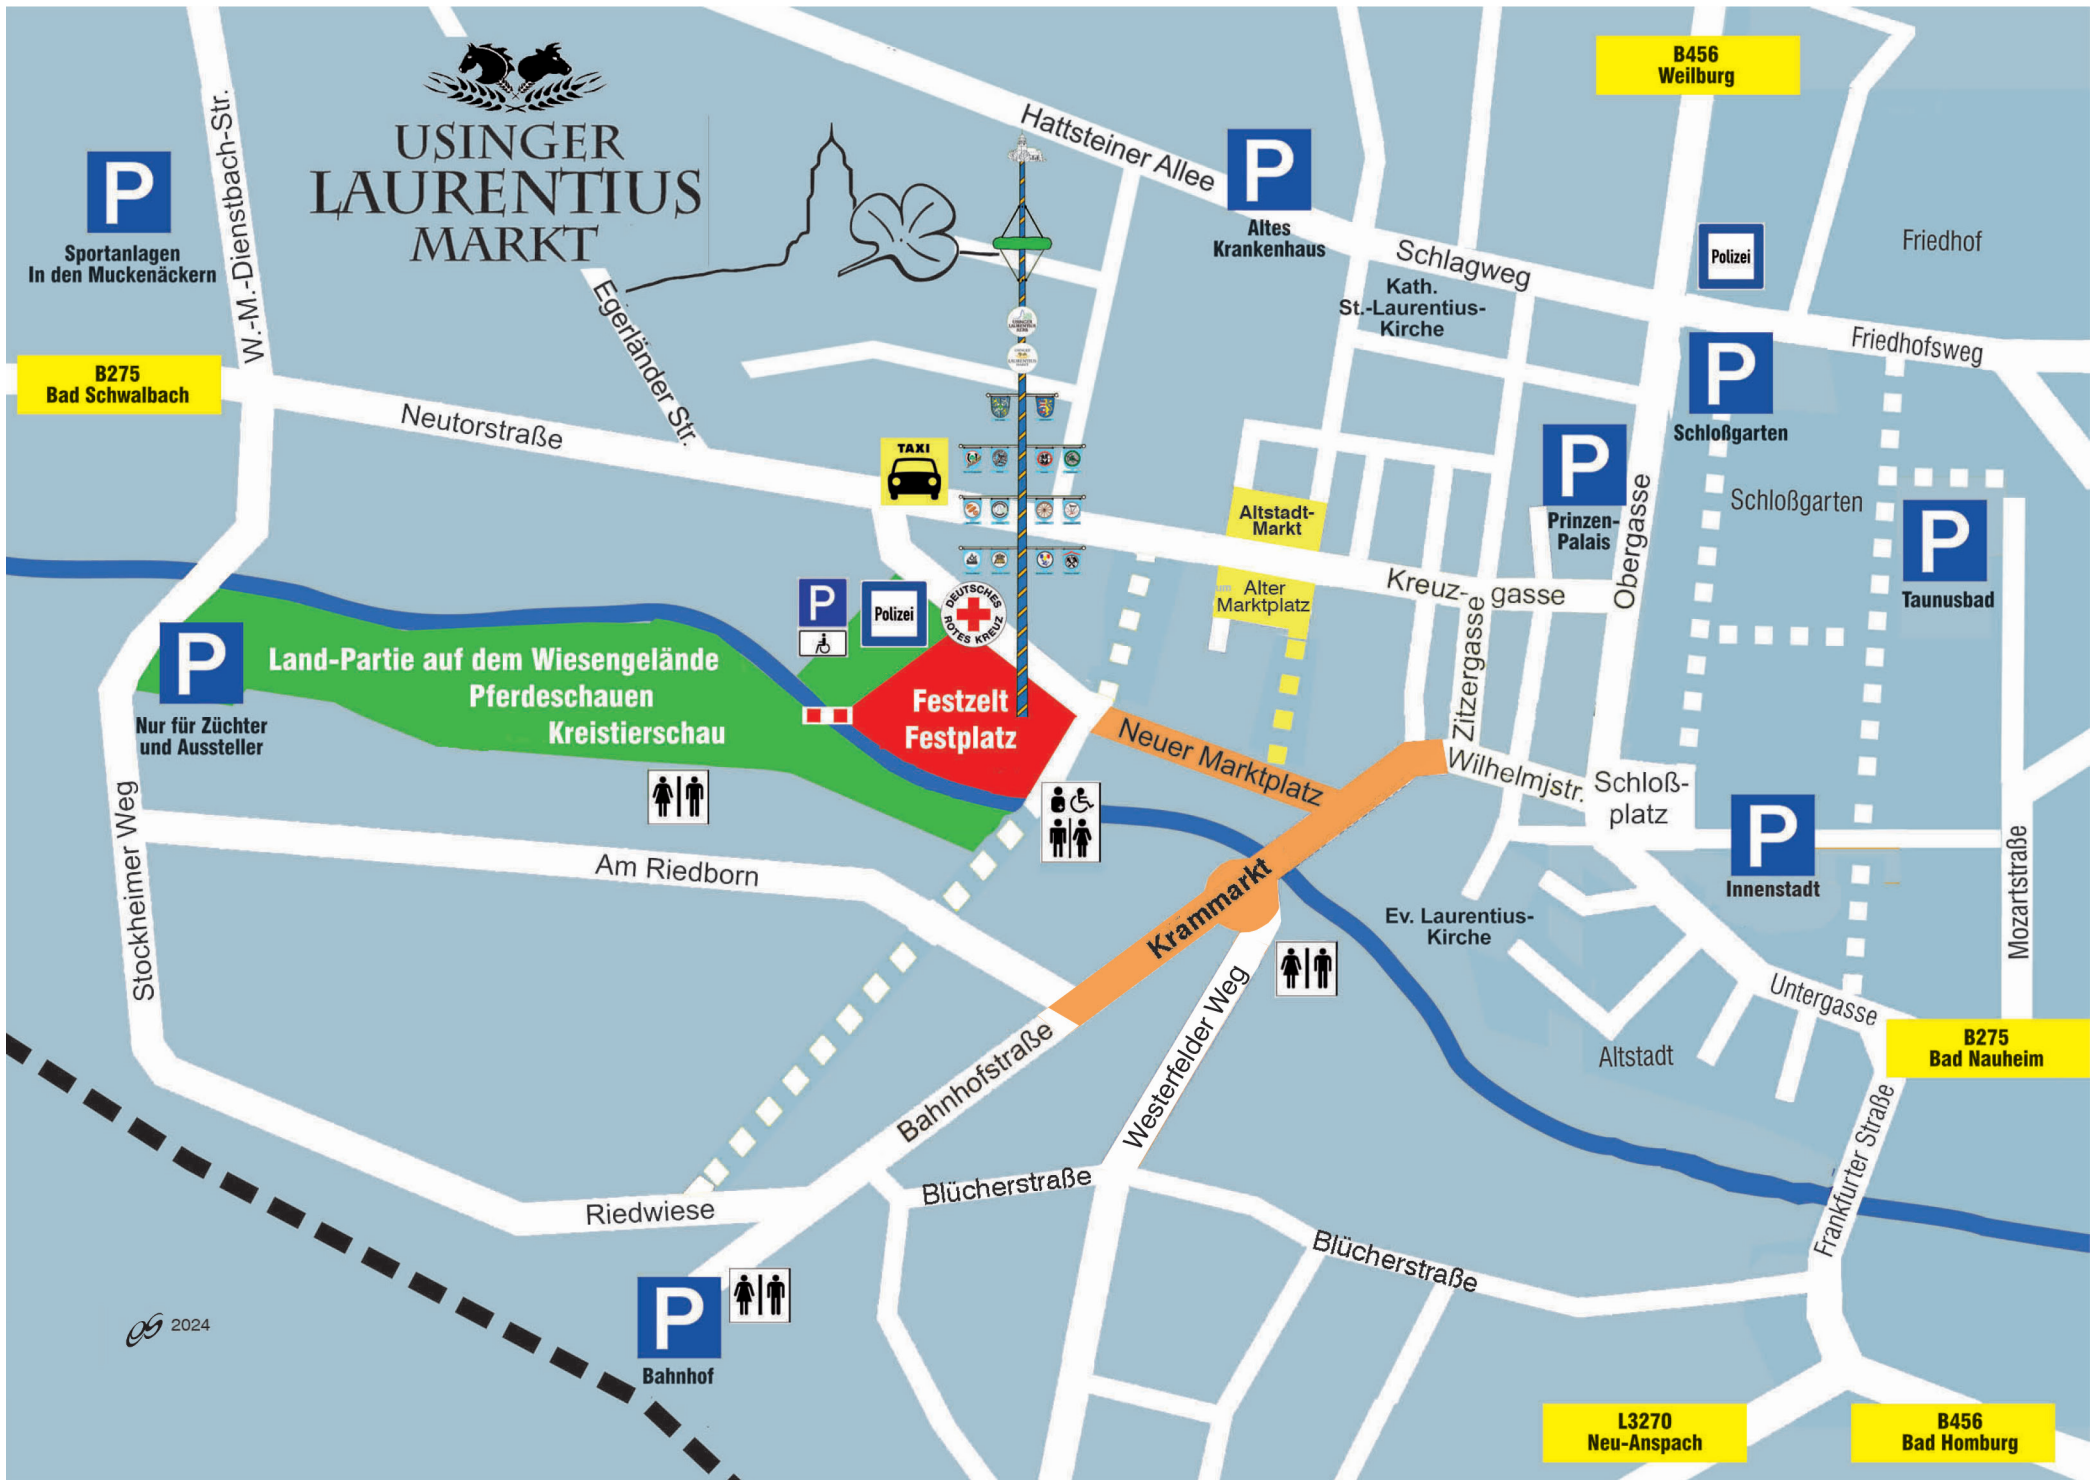 USINGER
LAURENTIUS
MARKT
B456
Weilburg
P
Sportanlagen
In den Muckenäckern
W.-M.-Dienstbach-Str.
Hattsteiner Allee
P
Altes
Krankenhaus
Schlagweg
Kath.
St.-Laurentius-
Kirche
Polizei
Friedhof
Friedhofsweg
P
Schloßgarten
B275
Bad Schwalbach
Egerländer Str.
Neutorstraße
TAXI
Altstadt-
Markt
Alter
Marktplatz
P
Prinzen-
Palais
Obergasse
Schloßgarten
P
Taunusbad
Kreuz-
gasse
Zitzergasse
P
Polizei
DEUTSCHES
ROTES KREUZ
P
Nur für Züchter
und Aussteller
Land-Partie auf dem Wiesengelände
Pferdeschauen
Kreistierschau
Festzelt
Festplatz
Neuer Marktplatz
Wilhelmjstr.
Schloß-
platz
P
Innenstadt
Mozartstraße
Stockheimer Weg
Am Riedborn
Krammarkt
Ev. Laurentius-
Kirche
Untergasse
Altstadt
B275
Bad Nauheim
Bahnhofstraße
Westerfelder Weg
Frankfurter Straße
Riedwiese
Blücherstraße
Blücherstraße
P
Bahnhof
2024
L3270
Neu-Anspach
B456
Bad Homburg